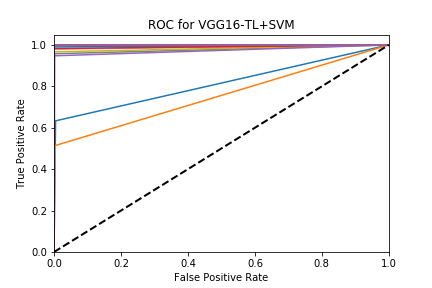 ROC for VGG16-TL+SVM
True Positive Rate
1.0
0.8
0.6
0.4
0.2
0.0
0.0 0.2 0.4 0.6 0.8 1.0
False Positive Rate